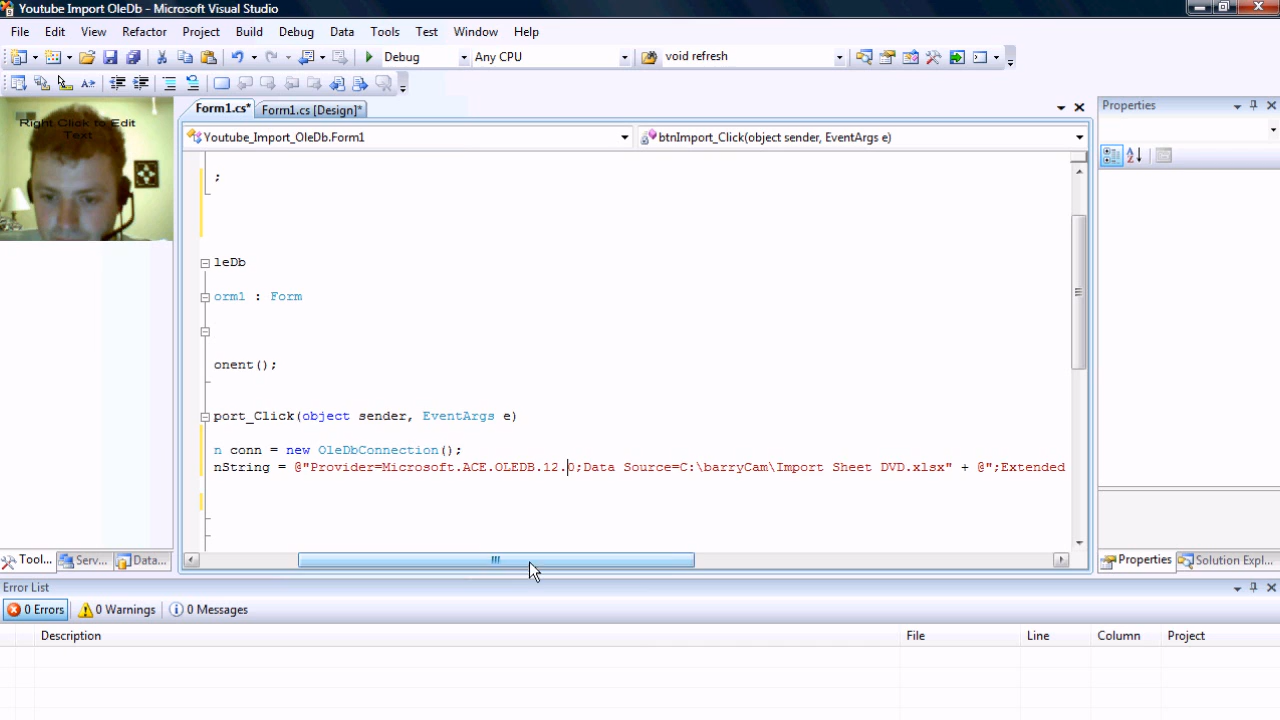 Youtube Import OleDb - Microsoft Visual Studio
File Edit View Refactor Project Build Debug Data Tools Test Window Help
Debug Any CPU void refresh
Right Click to Edit
Text
Form1.cs* Form1.cs [Design]*
Properties
Youtube_Import_OleDb.Form1 btnImport_Click(object sender, EventArgs e)
;
leDb
orm1 : Form
onent();
port_Click(object sender, EventArgs e)
n conn = new OleDbConnection();
nString = @"Provider=Microsoft.ACE.OLEDB.12.0;Data Source=C:\barryCam\Import Sheet DVD.xlsx" + @";Extended
Tool... Serv... Data...
Properties Solution Expl...
Error List
0 Errors 0 Warnings 0 Messages
Description File Line Column Project